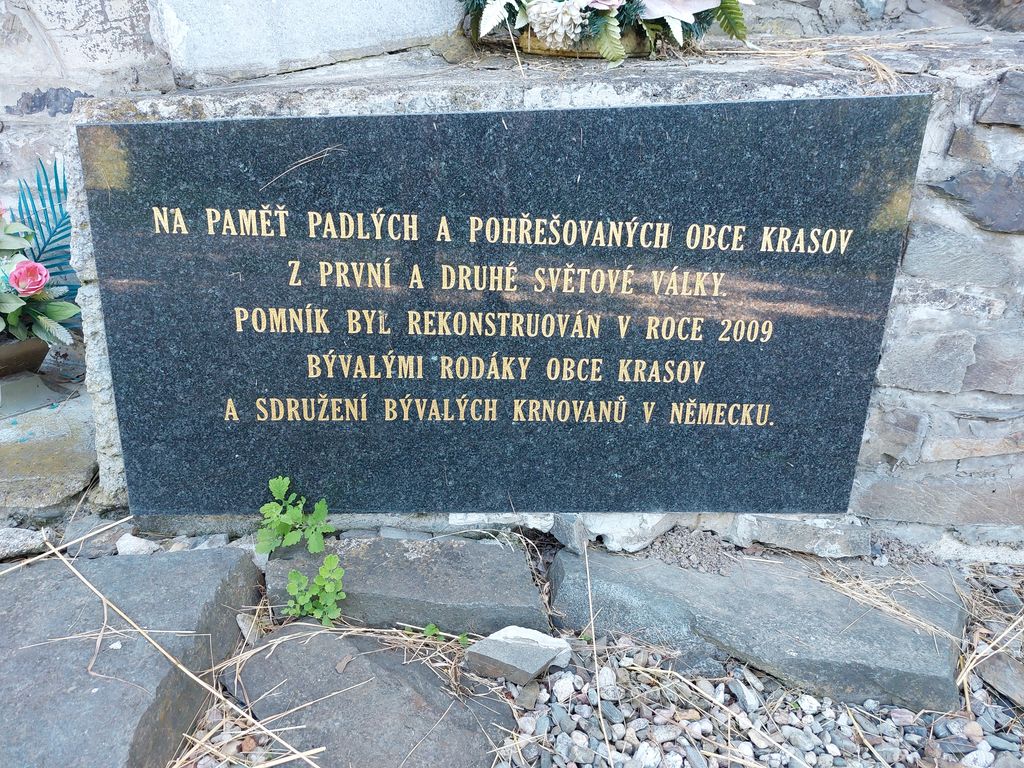 NA PAMĚŤ PADLÝCH A POHŘEŠOVANÝCH OBCE KRASOV
Z PRVNÍ A DRUHÉ SVĚTOVÉ VÁLKY.
POMNÍK BYL REKONSTRUOVÁN V ROCE 2009
BÝVALÝMI RODÁKY OBCE KRASOV
A SDRUŽENÍ BÝVALÝCH KRNOVANŮ V NĚMECKU.